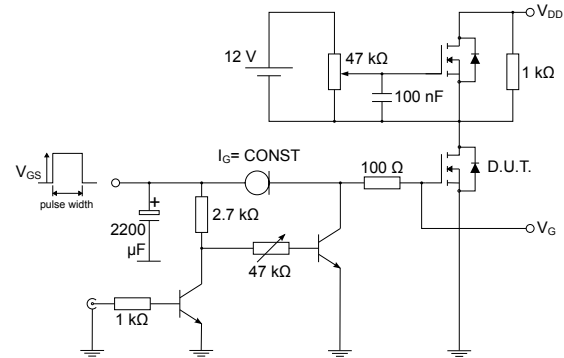 V_DD
12 V
47 kΩ
1 kΩ
100 nF
I_G= CONST
100 Ω
D.U.T.
V_GS
pulse width
+
2200
μF
2.7 kΩ
47 kΩ
V_G
1 kΩ